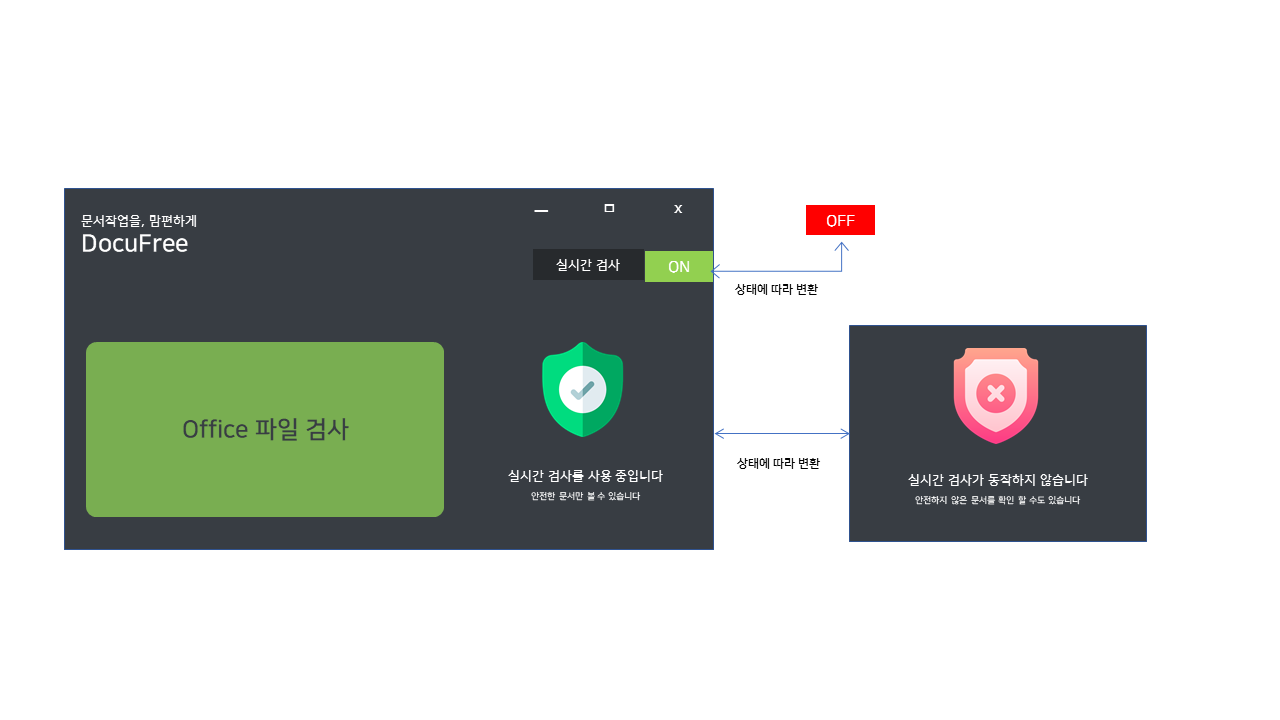 문서작업을, 맘편하게
DocuFree
x
실시간 검사
ON
OFF
상태에 따라 변환
Office 파일 검사
실시간 검사를 사용 중입니다
안전한 문서만 볼 수 있습니다
상태에 따라 변환
실시간 검사가 동작하지 않습니다
안전하지 않은 문서를 확인 할 수도 있습니다